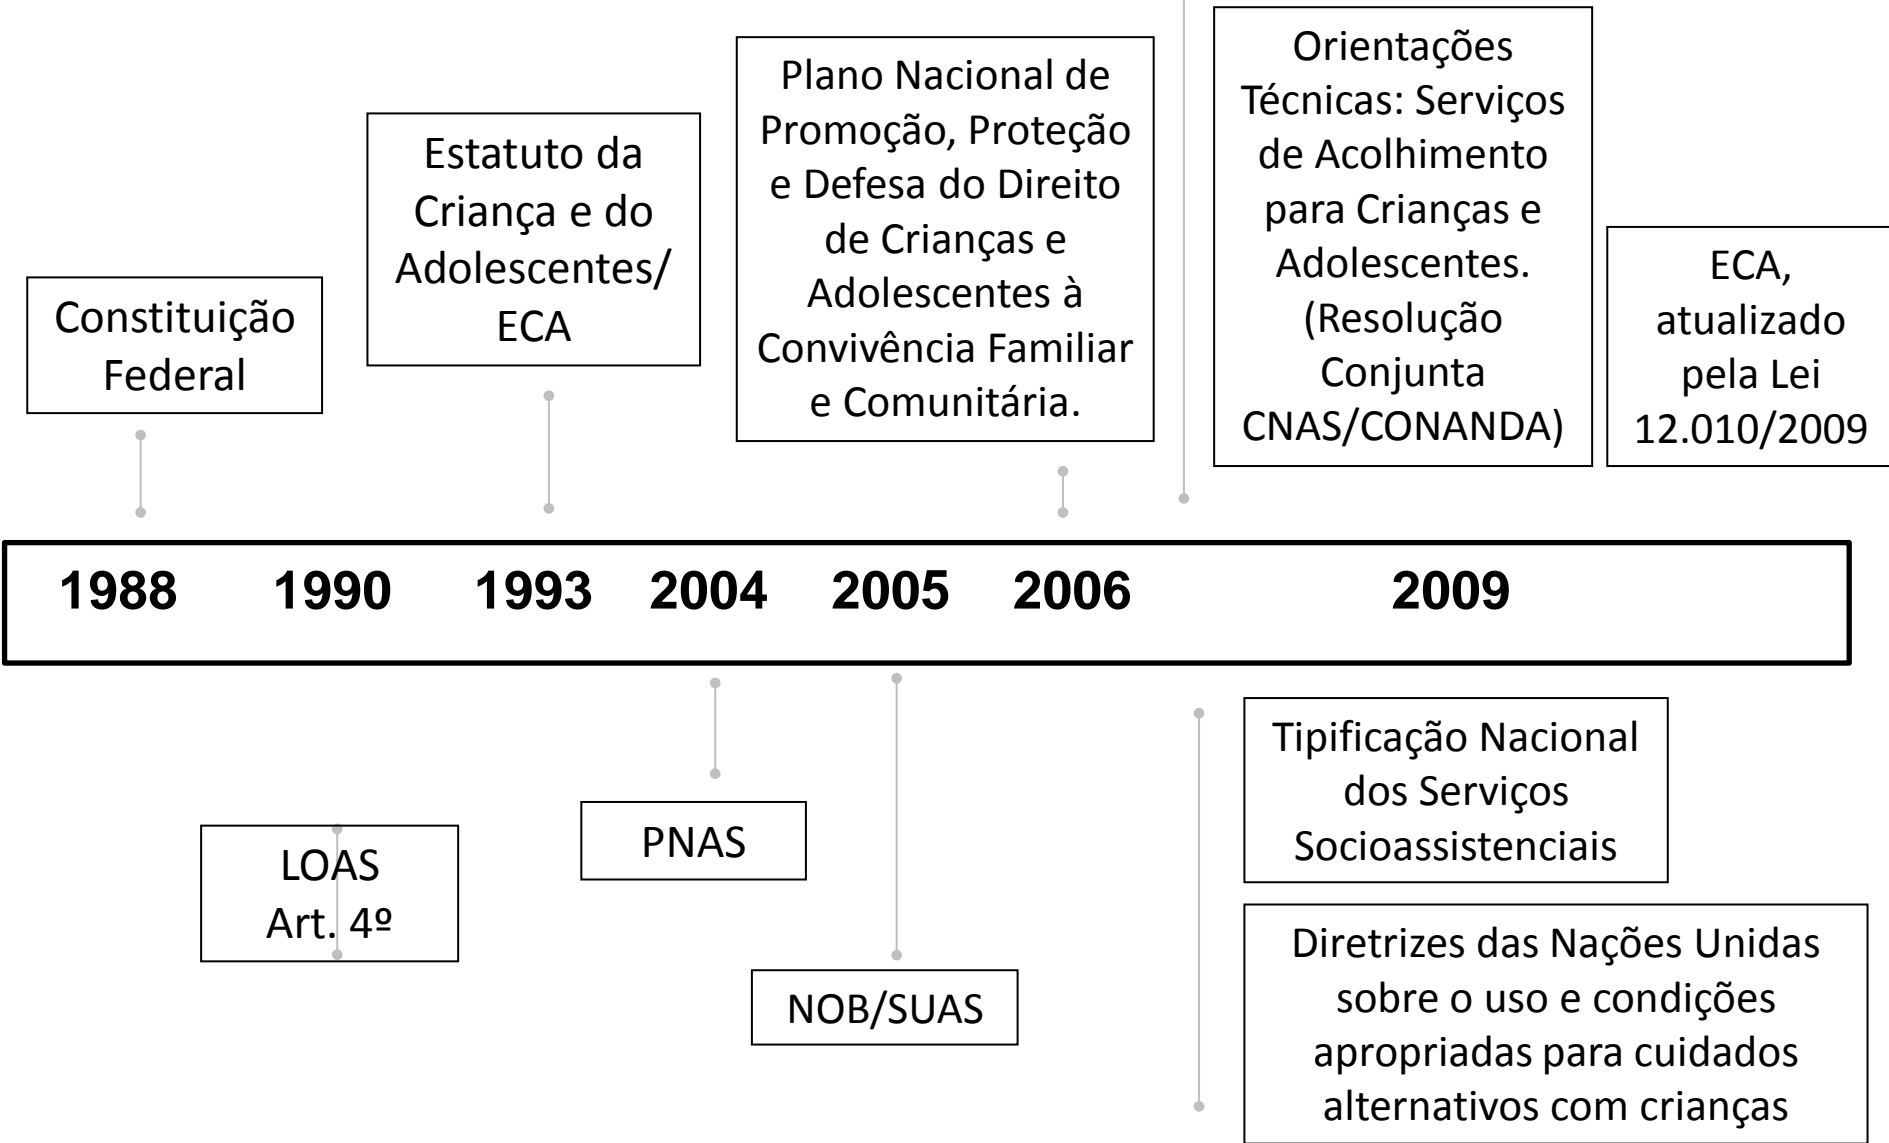 Constituição
Federal
Estatuto da
Criança e do
Adolescentes/
ECA
Plano Nacional de
Promoção, Proteção
e Defesa do Direito
de Crianças e
Adolescentes à
Convivência Familiar
e Comunitária.
Orientações
Técnicas: Serviços
de Acolhimento
para Crianças e
Adolescentes.
(Resolução
Conjunta
CNAS/CONANDA)
ECA,
atualizado
pela Lei
12.010/2009
1988 1990 1993 2004 2005 2006 2009
LOAS
Art. 4º
PNAS
NOB/SUAS
Tipificação Nacional
dos Serviços
Socioassistenciais
Diretrizes das Nações Unidas
sobre o uso e condições
apropriadas para cuidados
alternativos com crianças